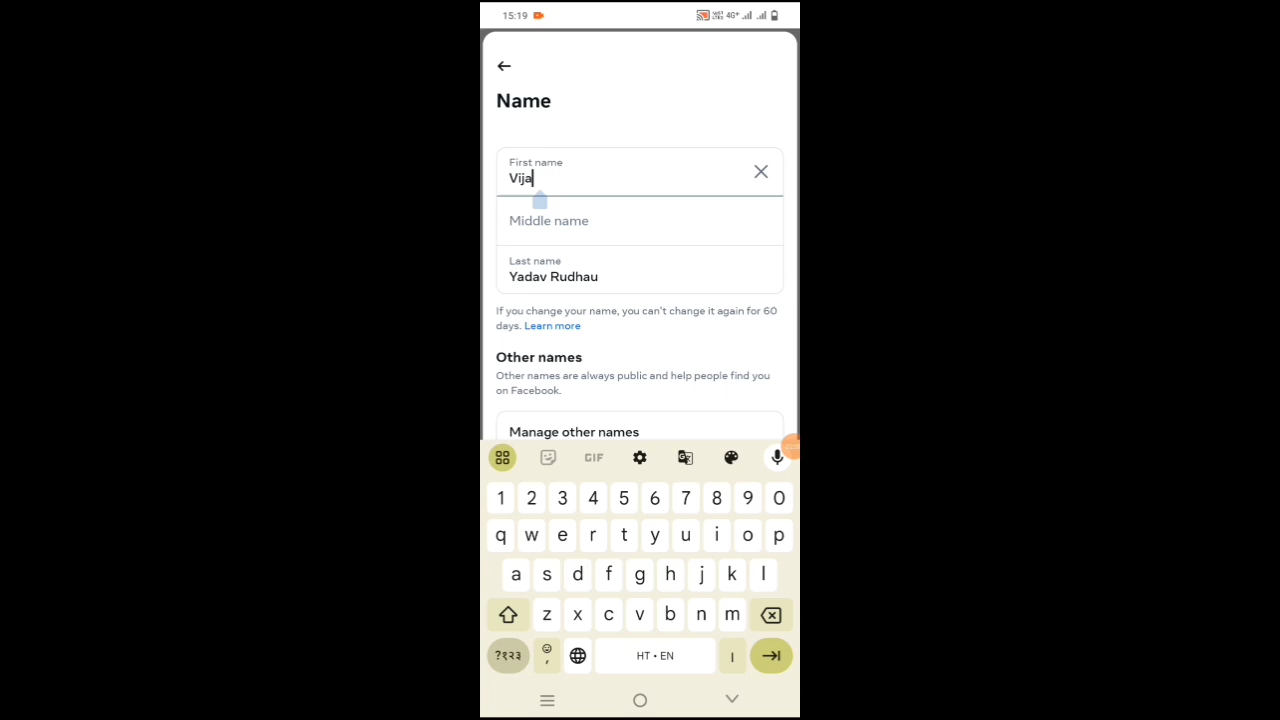 15:19 4G+
Name
First name
Vija
Middle name
Last name
Yadav Rudhau
If you change your name, you can't change it again for 60
days. Learn more
Other names
Other names are always public and help people find you
on Facebook.
Manage other names
GIF
1 2 3 4 5 6 7 8 9 0
q w e r t y u i o p
a s d f g h j k l
z x c v b n m
?१२३ , HT • EN ।